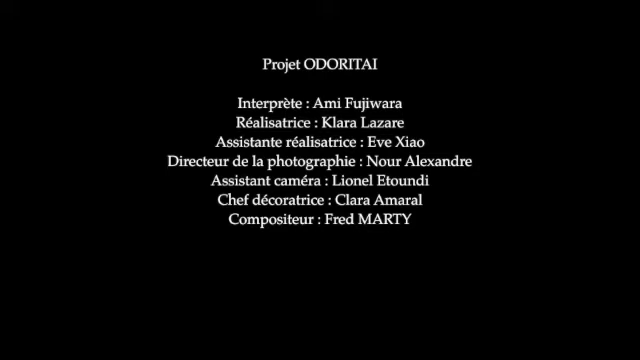 Projet ODORITAI
Interprète : Ami Fujiwara
Réalisatrice : Klara Lazare
Assistante réalisatrice : Eve Xiao
Directeur de la photographie : Nour Alexandre
Assistant caméra : Lionel Etoundi
Chef décoratrice : Clara Amaral
Compositeur : Fred MARTY